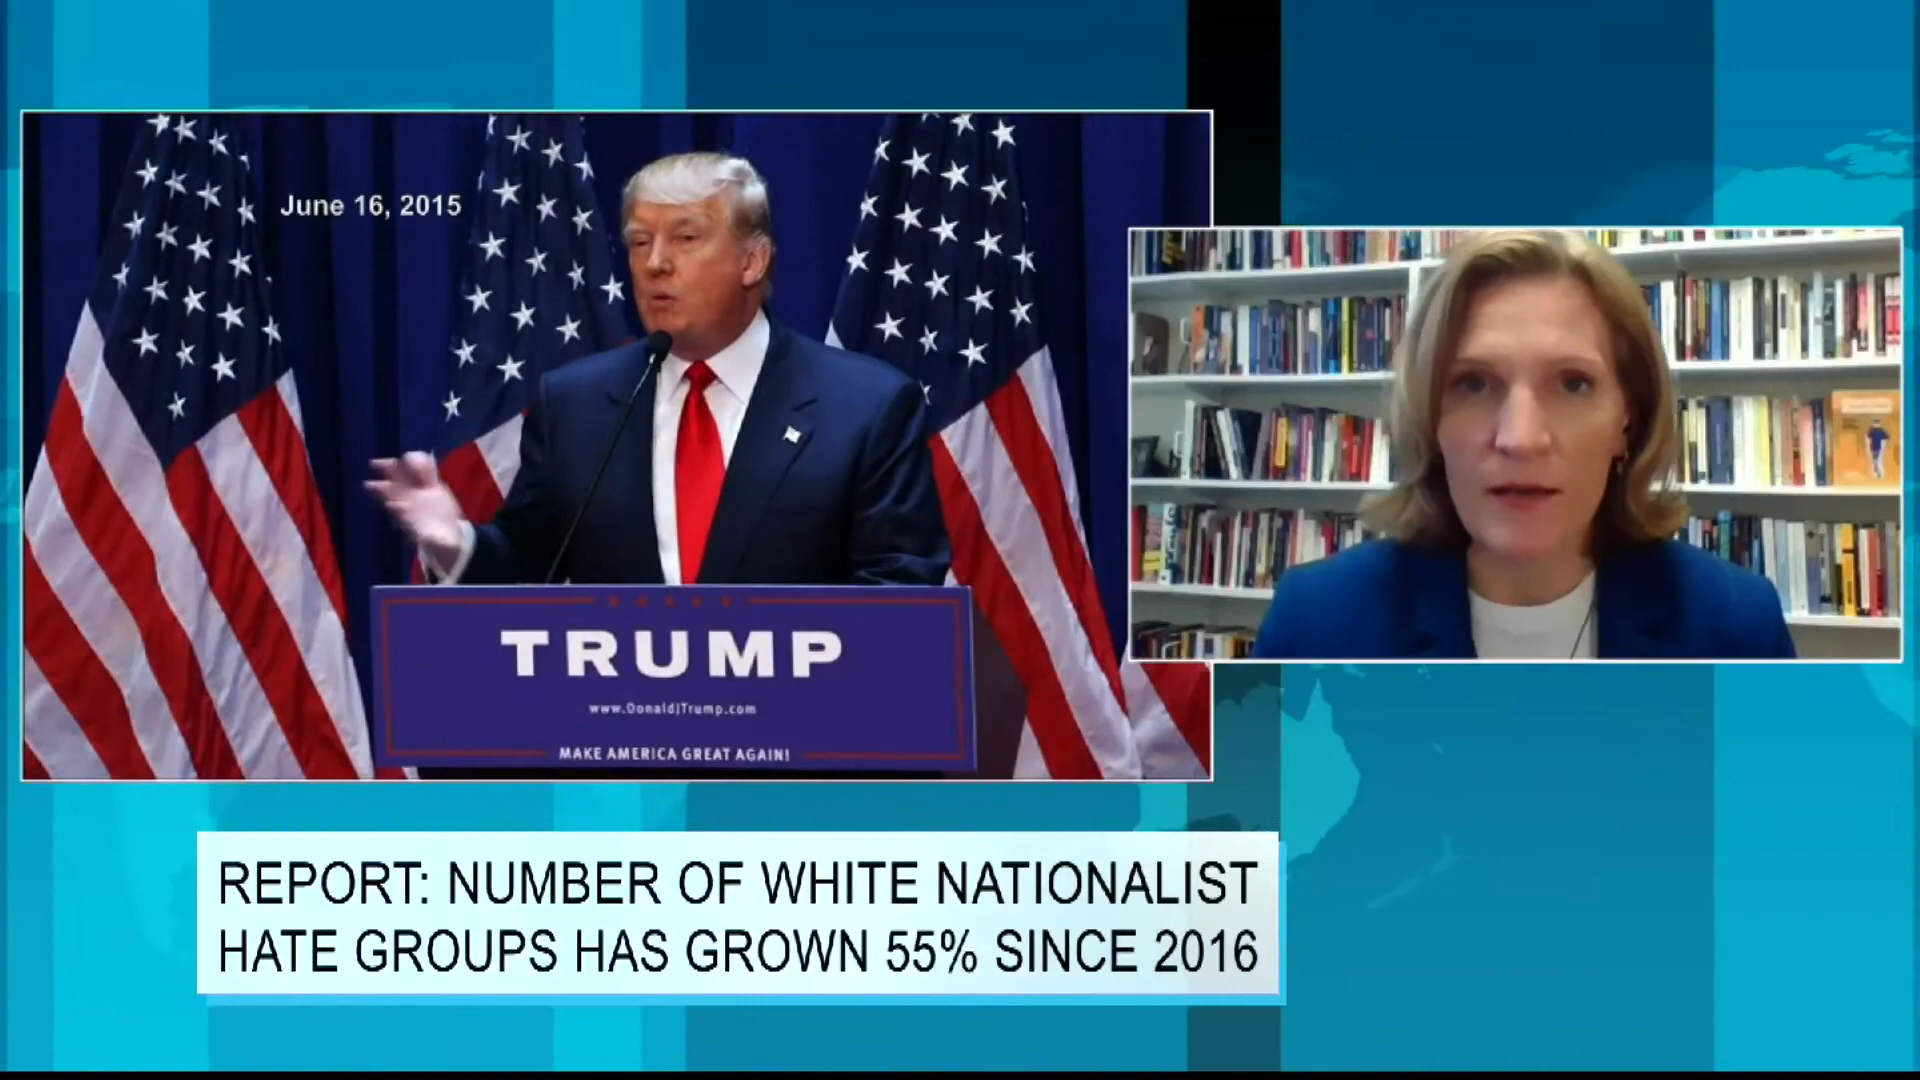 June 16, 2015
TRUMP
www.DonaldJTrump.com
MAKE AMERICA GREAT AGAIN!
REPORT: NUMBER OF WHITE NATIONALIST
HATE GROUPS HAS GROWN 55% SINCE 2016